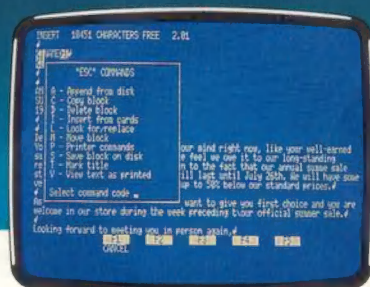 INSERT 10451 CHARACTERS FREE 2.01
"ESC" COMMANDS
A - Append from disk
C - Copy block
D - Delete block
I - Insert from cards
L - Look for/replace
M - Move block
P - Printer commands
S - Save block on disk
T - Mark title
V - View text as printed
Select command code
our mind right now, like your well-earned
e feel we owe it to our long-standing
n to the fact that our annual summe sale
ill last until July 26th. We will have some
up to 50% below our standard prices.
want to give you first choice and you are
welcome in our store during the week preceding our official summer sale.
Looking forward to meeting you in person again.
F1 F2 F3 F4 F5
CANCEL